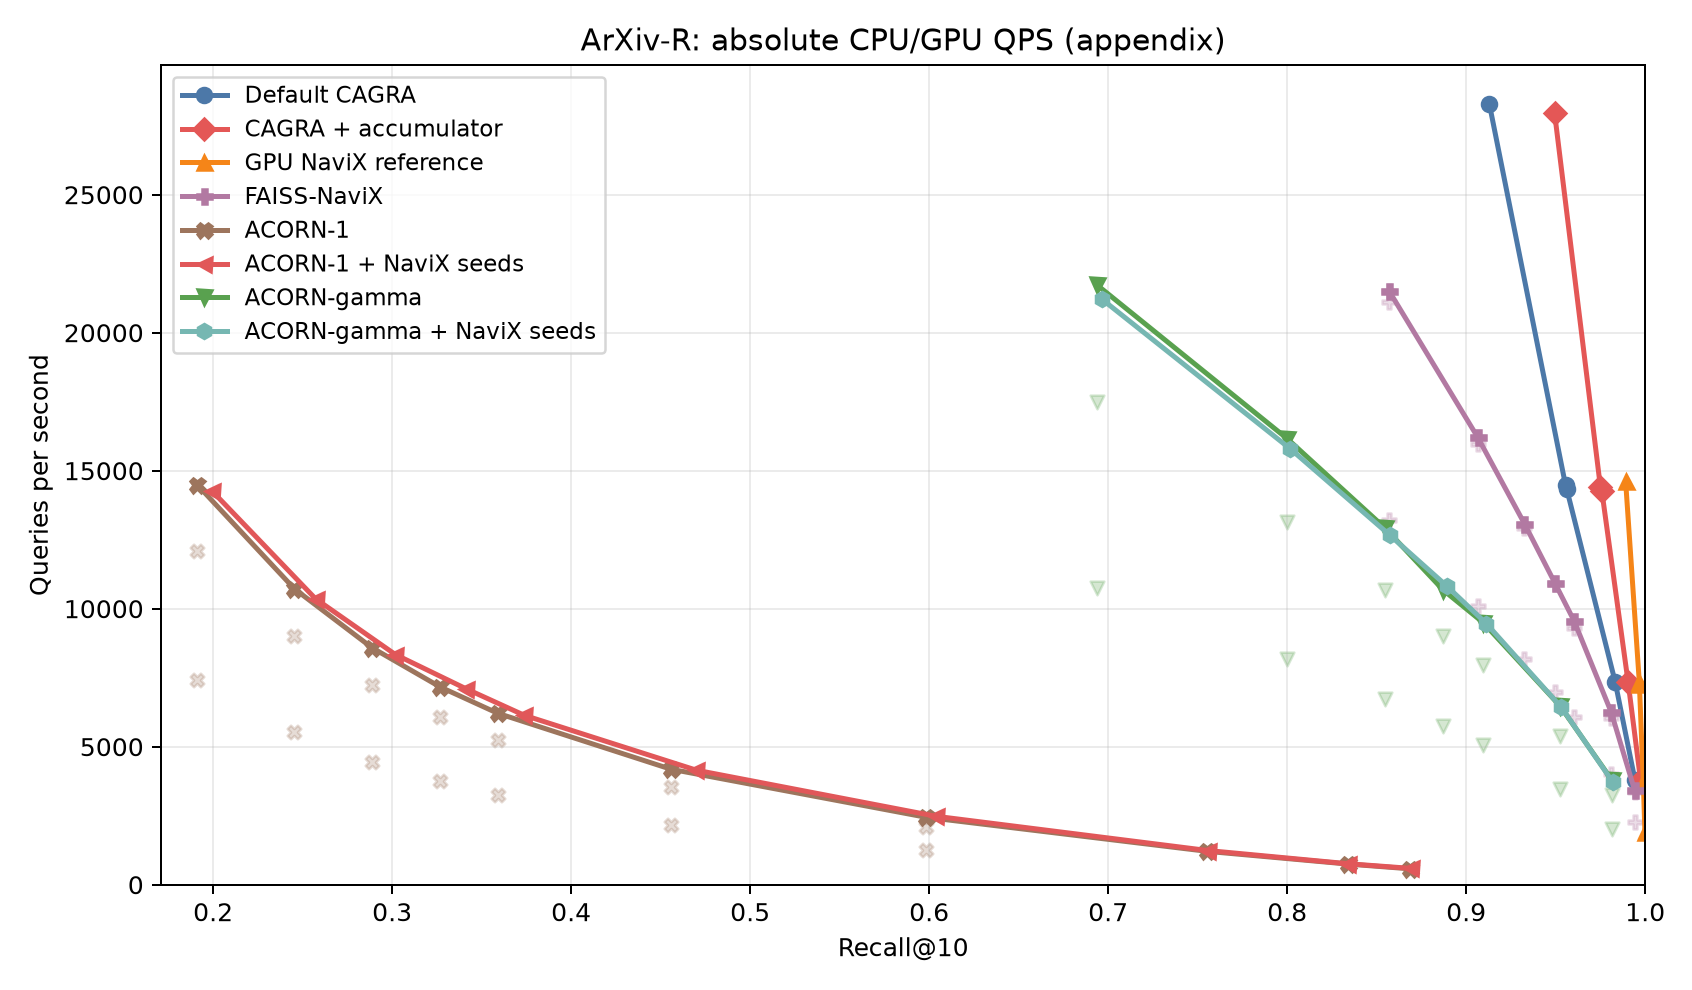 ArXiv-R: absolute CPU/GPU QPS (appendix)
Default CAGRA
CAGRA + accumulator
GPU NaviX reference
FAISS-NaviX
ACORN-1
ACORN-1 + NaviX seeds
ACORN-gamma
ACORN-gamma + NaviX seeds
Queries per second
25000
20000
15000
10000
5000
0
0.2 0.3 0.4 0.5 0.6 0.7 0.8 0.9 1.0
Recall@10